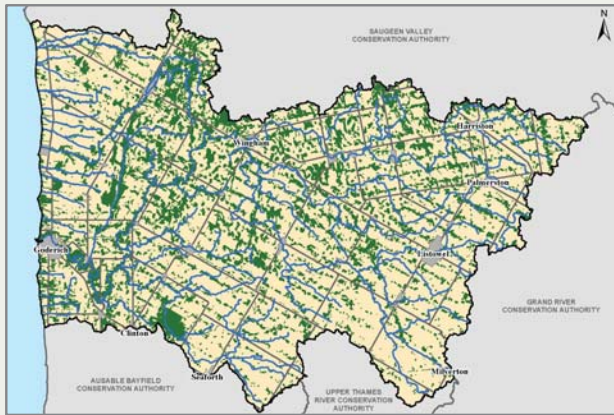 N
SAUGEEN VALLEY
CONSERVATION AUTHORITY
Harriston
Wingham
Palmerston
Goderich
Listowel
GRAND RIVER
CONSERVATION AUTHORITY
Clinton
Milverton
Seaforth
AUSABLE BAYFIELD
CONSERVATION AUTHORITY
UPPER THAMES
RIVER CONSERVATION
AUTHORITY